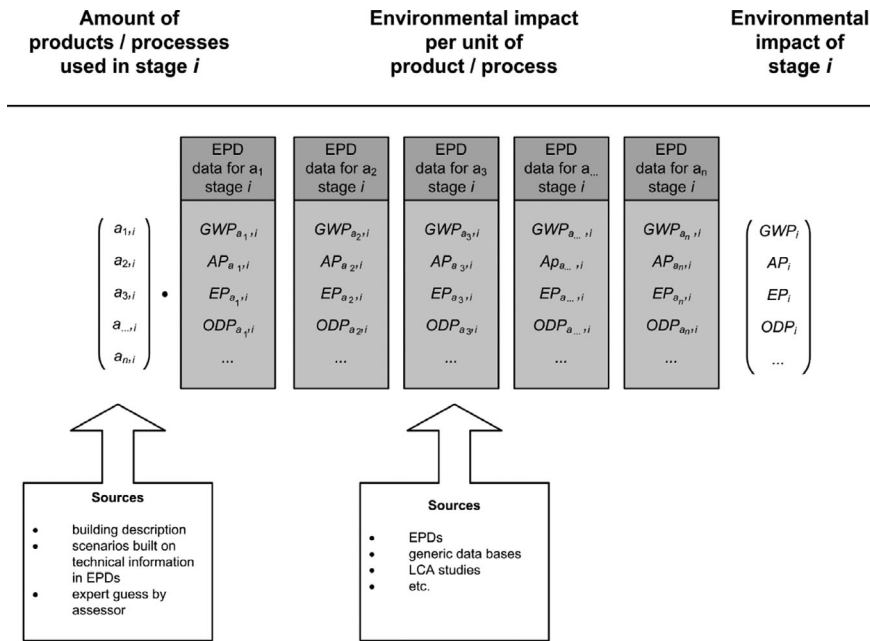 Amount of
products / processes
used in stage i
Environmental impact
per unit of
product / process
Environmental
impact of
stage i
EPD
data for a₁
stage i
EPD
data for a₂
stage i
EPD
data for a₃
stage i
EPD
data for a...
stage i
EPD
data for aₙ
stage i
a₁,i
a₂,i
a₃,i
a...,i
aₙ,i
•
GWPa₁,i
APa₁,i
EPa₁,i
ODPa₁,i
...
GWPa₂,i
APa₂,i
EPa₂,i
ODPa₂,i
...
GWPa₃,i
APa₃,i
EPa₃,i
ODPa₃,i
...
GWPa...,i
Apa...,i
EPa...,i
ODPa...,i
...
GWPaₙ,i
APaₙ,i
EPaₙ,i
ODPaₙ,i
...
GWPᵢ
APᵢ
EPᵢ
ODPᵢ
...
Sources
• building description
• scenarios built on
technical information
in EPDs
• expert guess by
assessor
Sources
• EPDs
• generic data bases
• LCA studies
• etc.